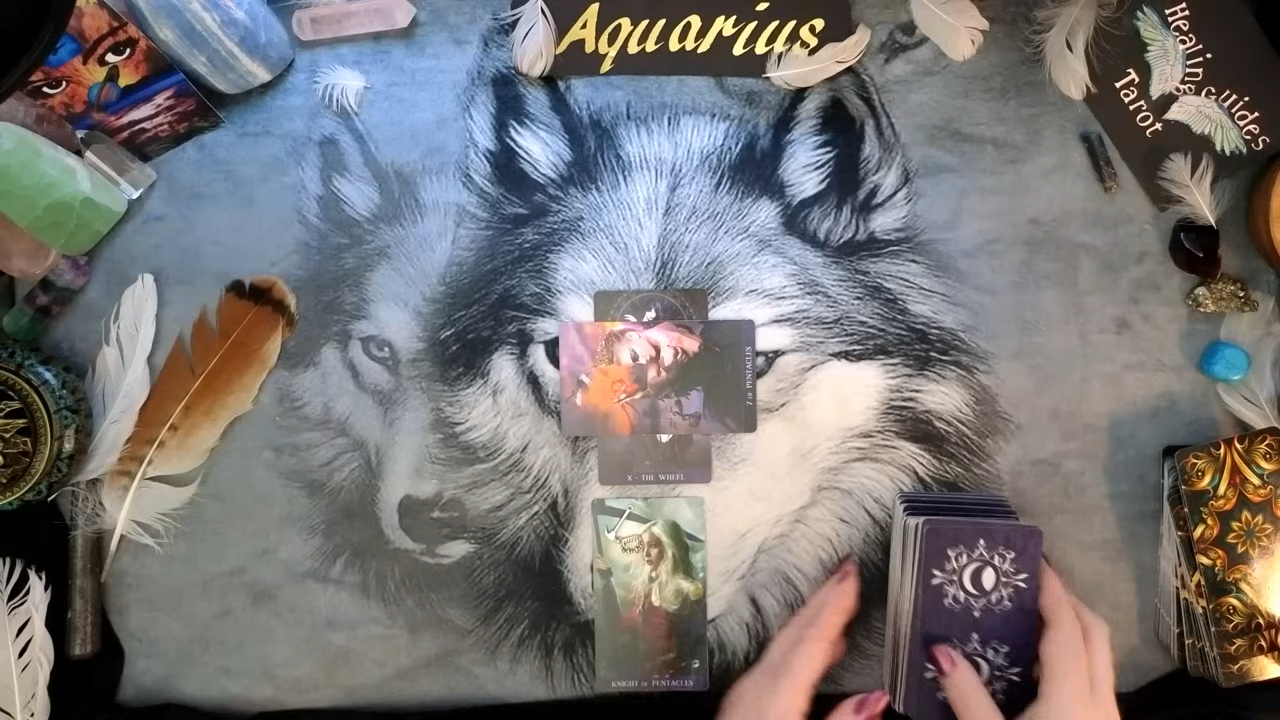 Aquarius
Healing guides
Tarot
7 OF PENTACLES
X - THE WHEEL
KNIGHT OF PENTACLES